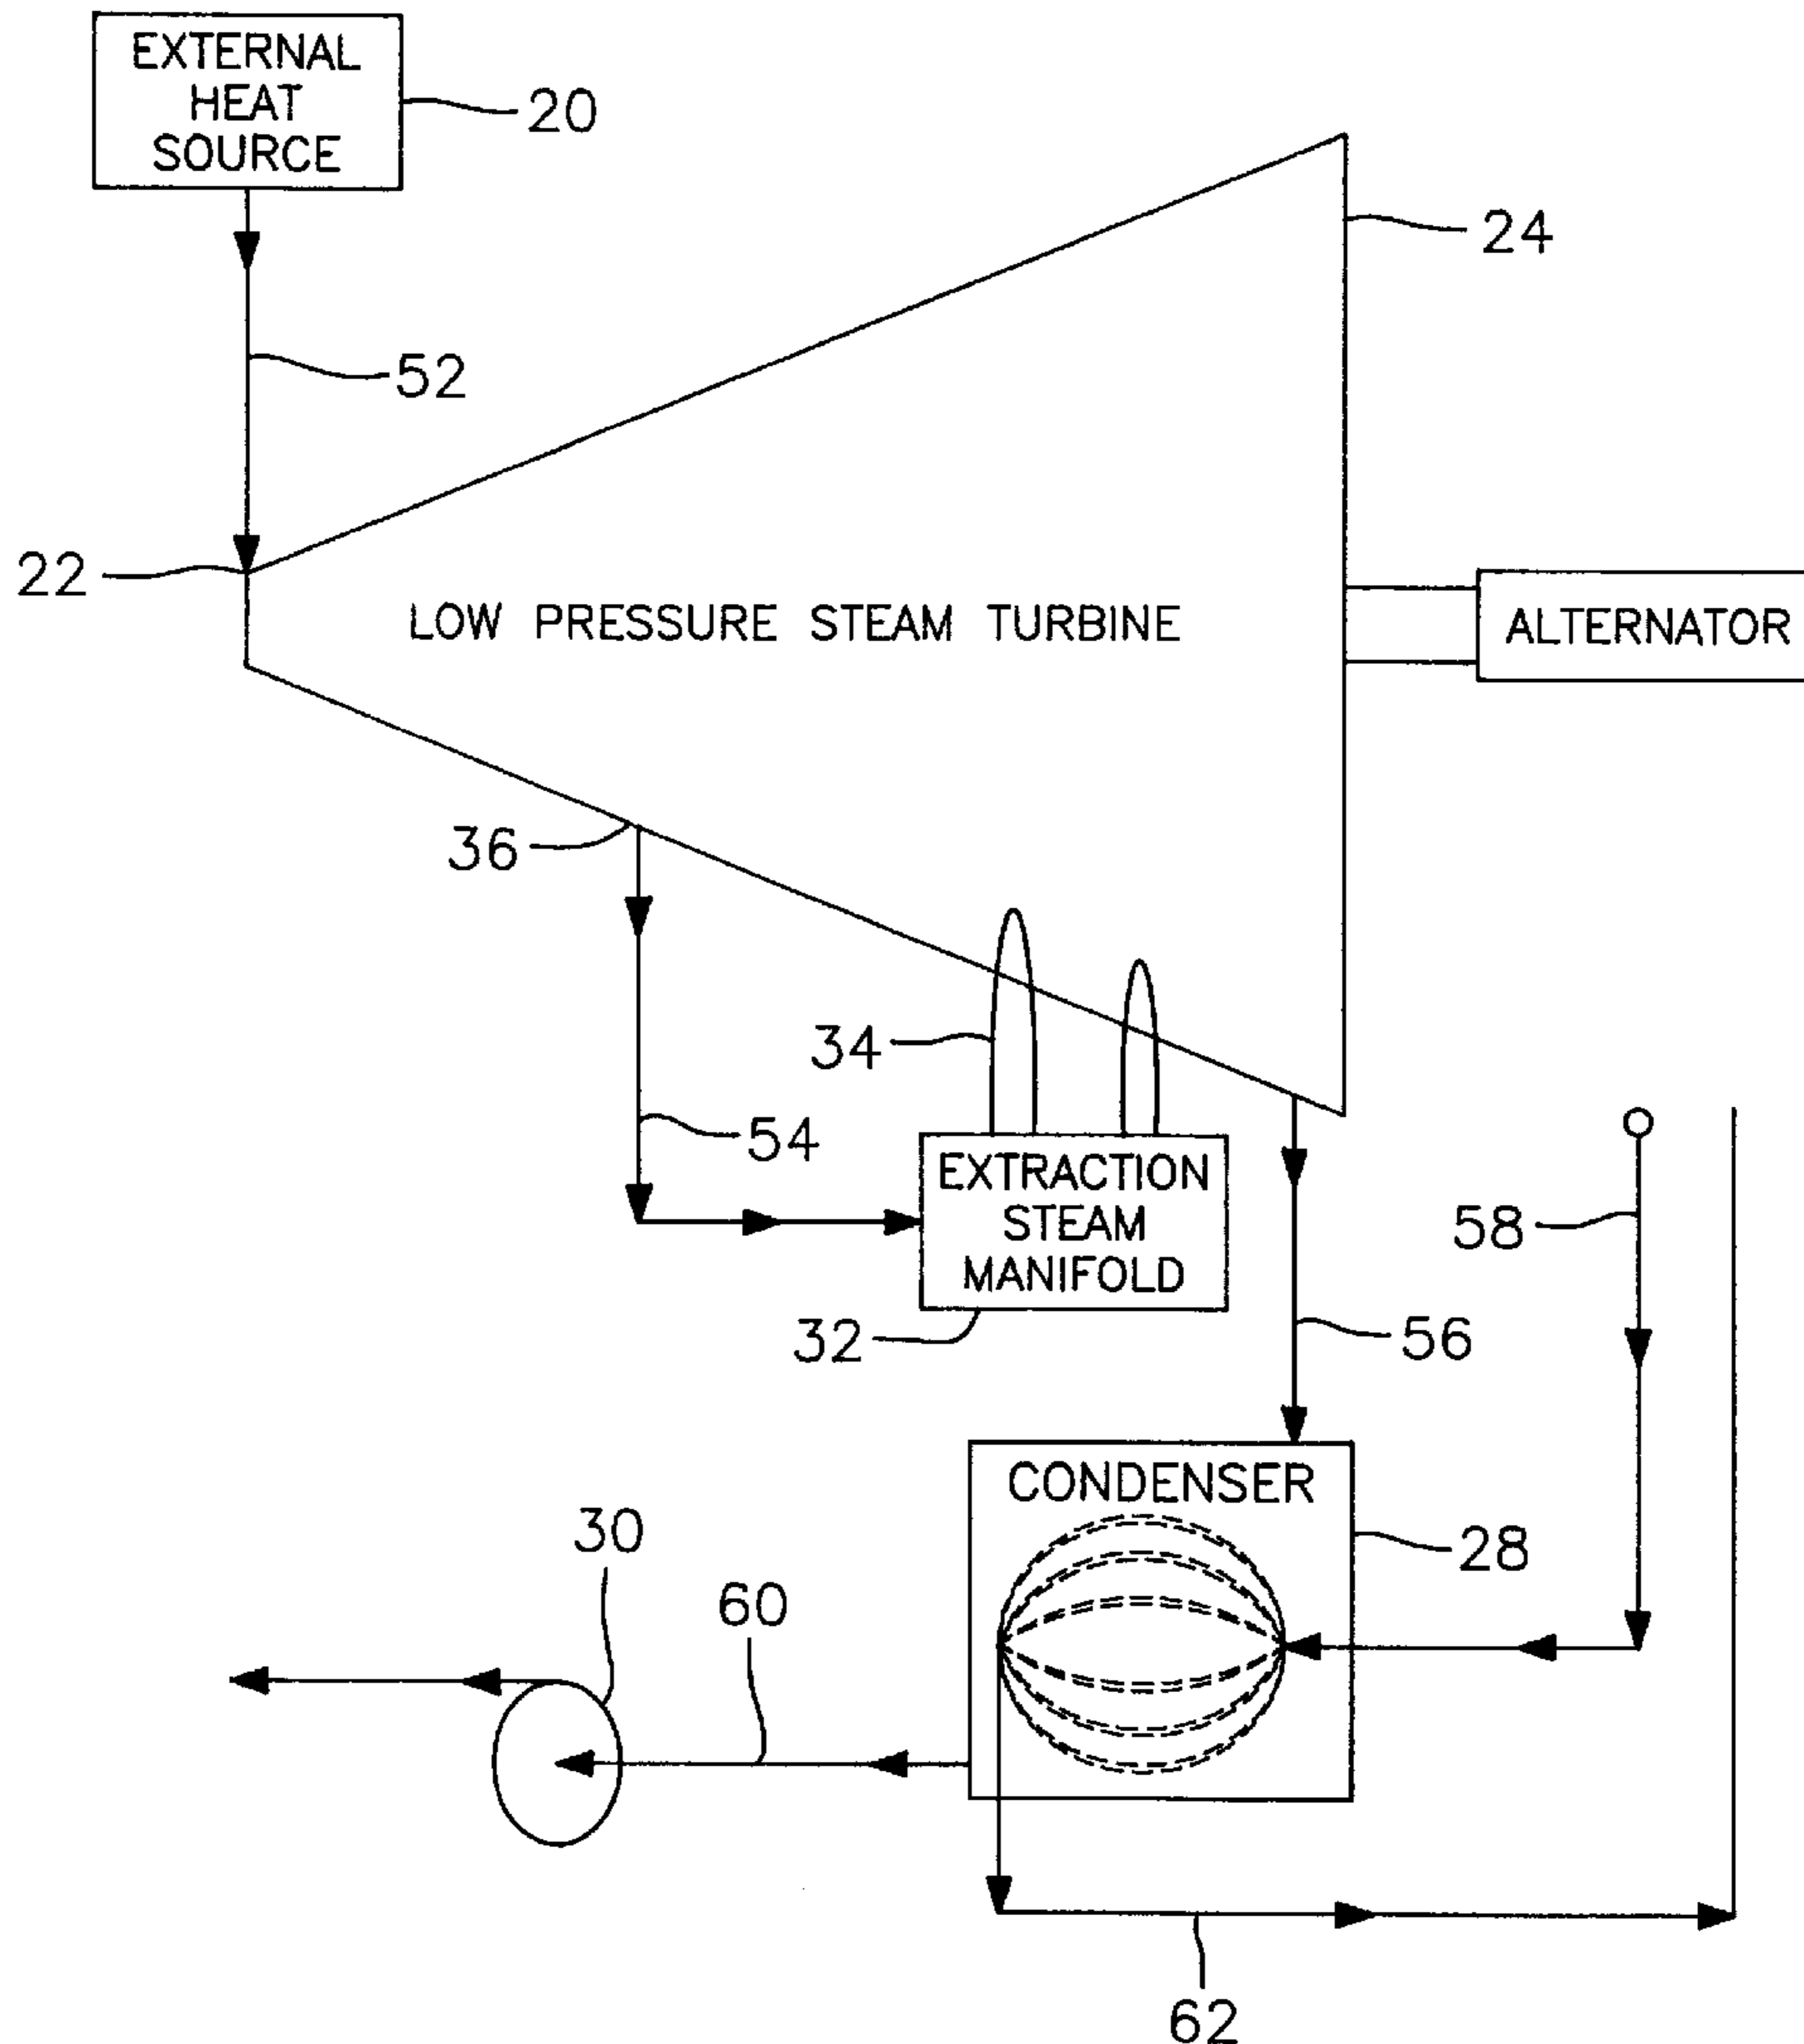 EXTERNAL
HEAT
SOURCE
20
24
52
22
LOW PRESSURE STEAM TURBINE
ALTERNATOR
36
34
54
EXTRACTION
STEAM
MANIFOLD
58
32
56
CONDENSER
30
28
60
62